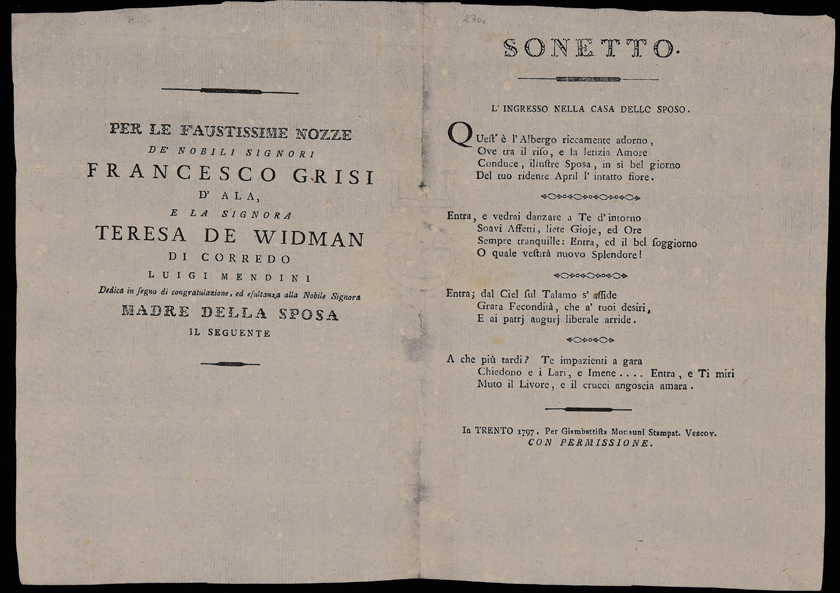 PER LE FAUSTISSIME NOZZE
DE' NOBILI SIGNORI
FRANCESCO GRISI
D' ALA,
E LA SIGNORA
TERESA DE WIDMAN
DI CORREDO
LUIGI MENDINI
Dedica in ſegno di congratulazione, ed eſultanza alla Nobile Signora
MADRE DELLA SPOSA
IL SEGUENTE
SONETTO.
L' INGRESSO NELLA CASA DELLO SPOSO.
QUeſt' è l' Albergo riccamente adorno,
Ove tra il riſo, e la letizia Amore
Conduce, illuſtre Sposa, in sì bel giorno
Del tuo ridente April l' intatto fiore.
Entra, e vedrai danzare a Te d' intorno
Soavi Affetti, liete Gioje, ed Ore
Sempre tranquille: Entra, ed il bel ſoggiorno
O quale veſtirà nuovo Splendore!
Entra; dal Ciel ſul Talamo s' aſſide
Grata Fecondità, che a' tuoi desiri,
E ai patrj augurj liberale arride.
A che più tardi? Te impazienti a gara
Chiedono e i Lari, e Imene .... Entra, e Ti miri
Muto il Livore, e il crucci angoscia amara.
In TRENTO 1797. Per Giambattiſta Monauni Stampat. Vescov.
CON PERMISSIONE.